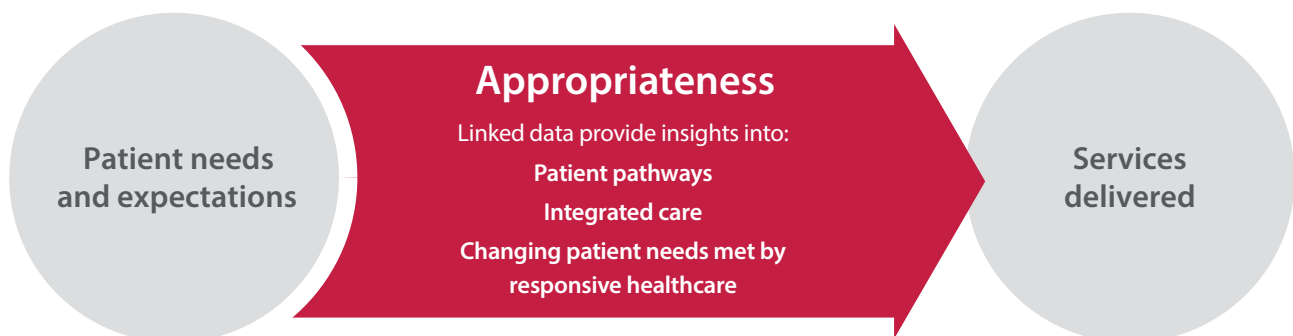 Patient needs
and expectations
Appropriateness
Linked data provide insights into:
Patient pathways
Integrated care
Changing patient needs met by
responsive healthcare
Services
delivered